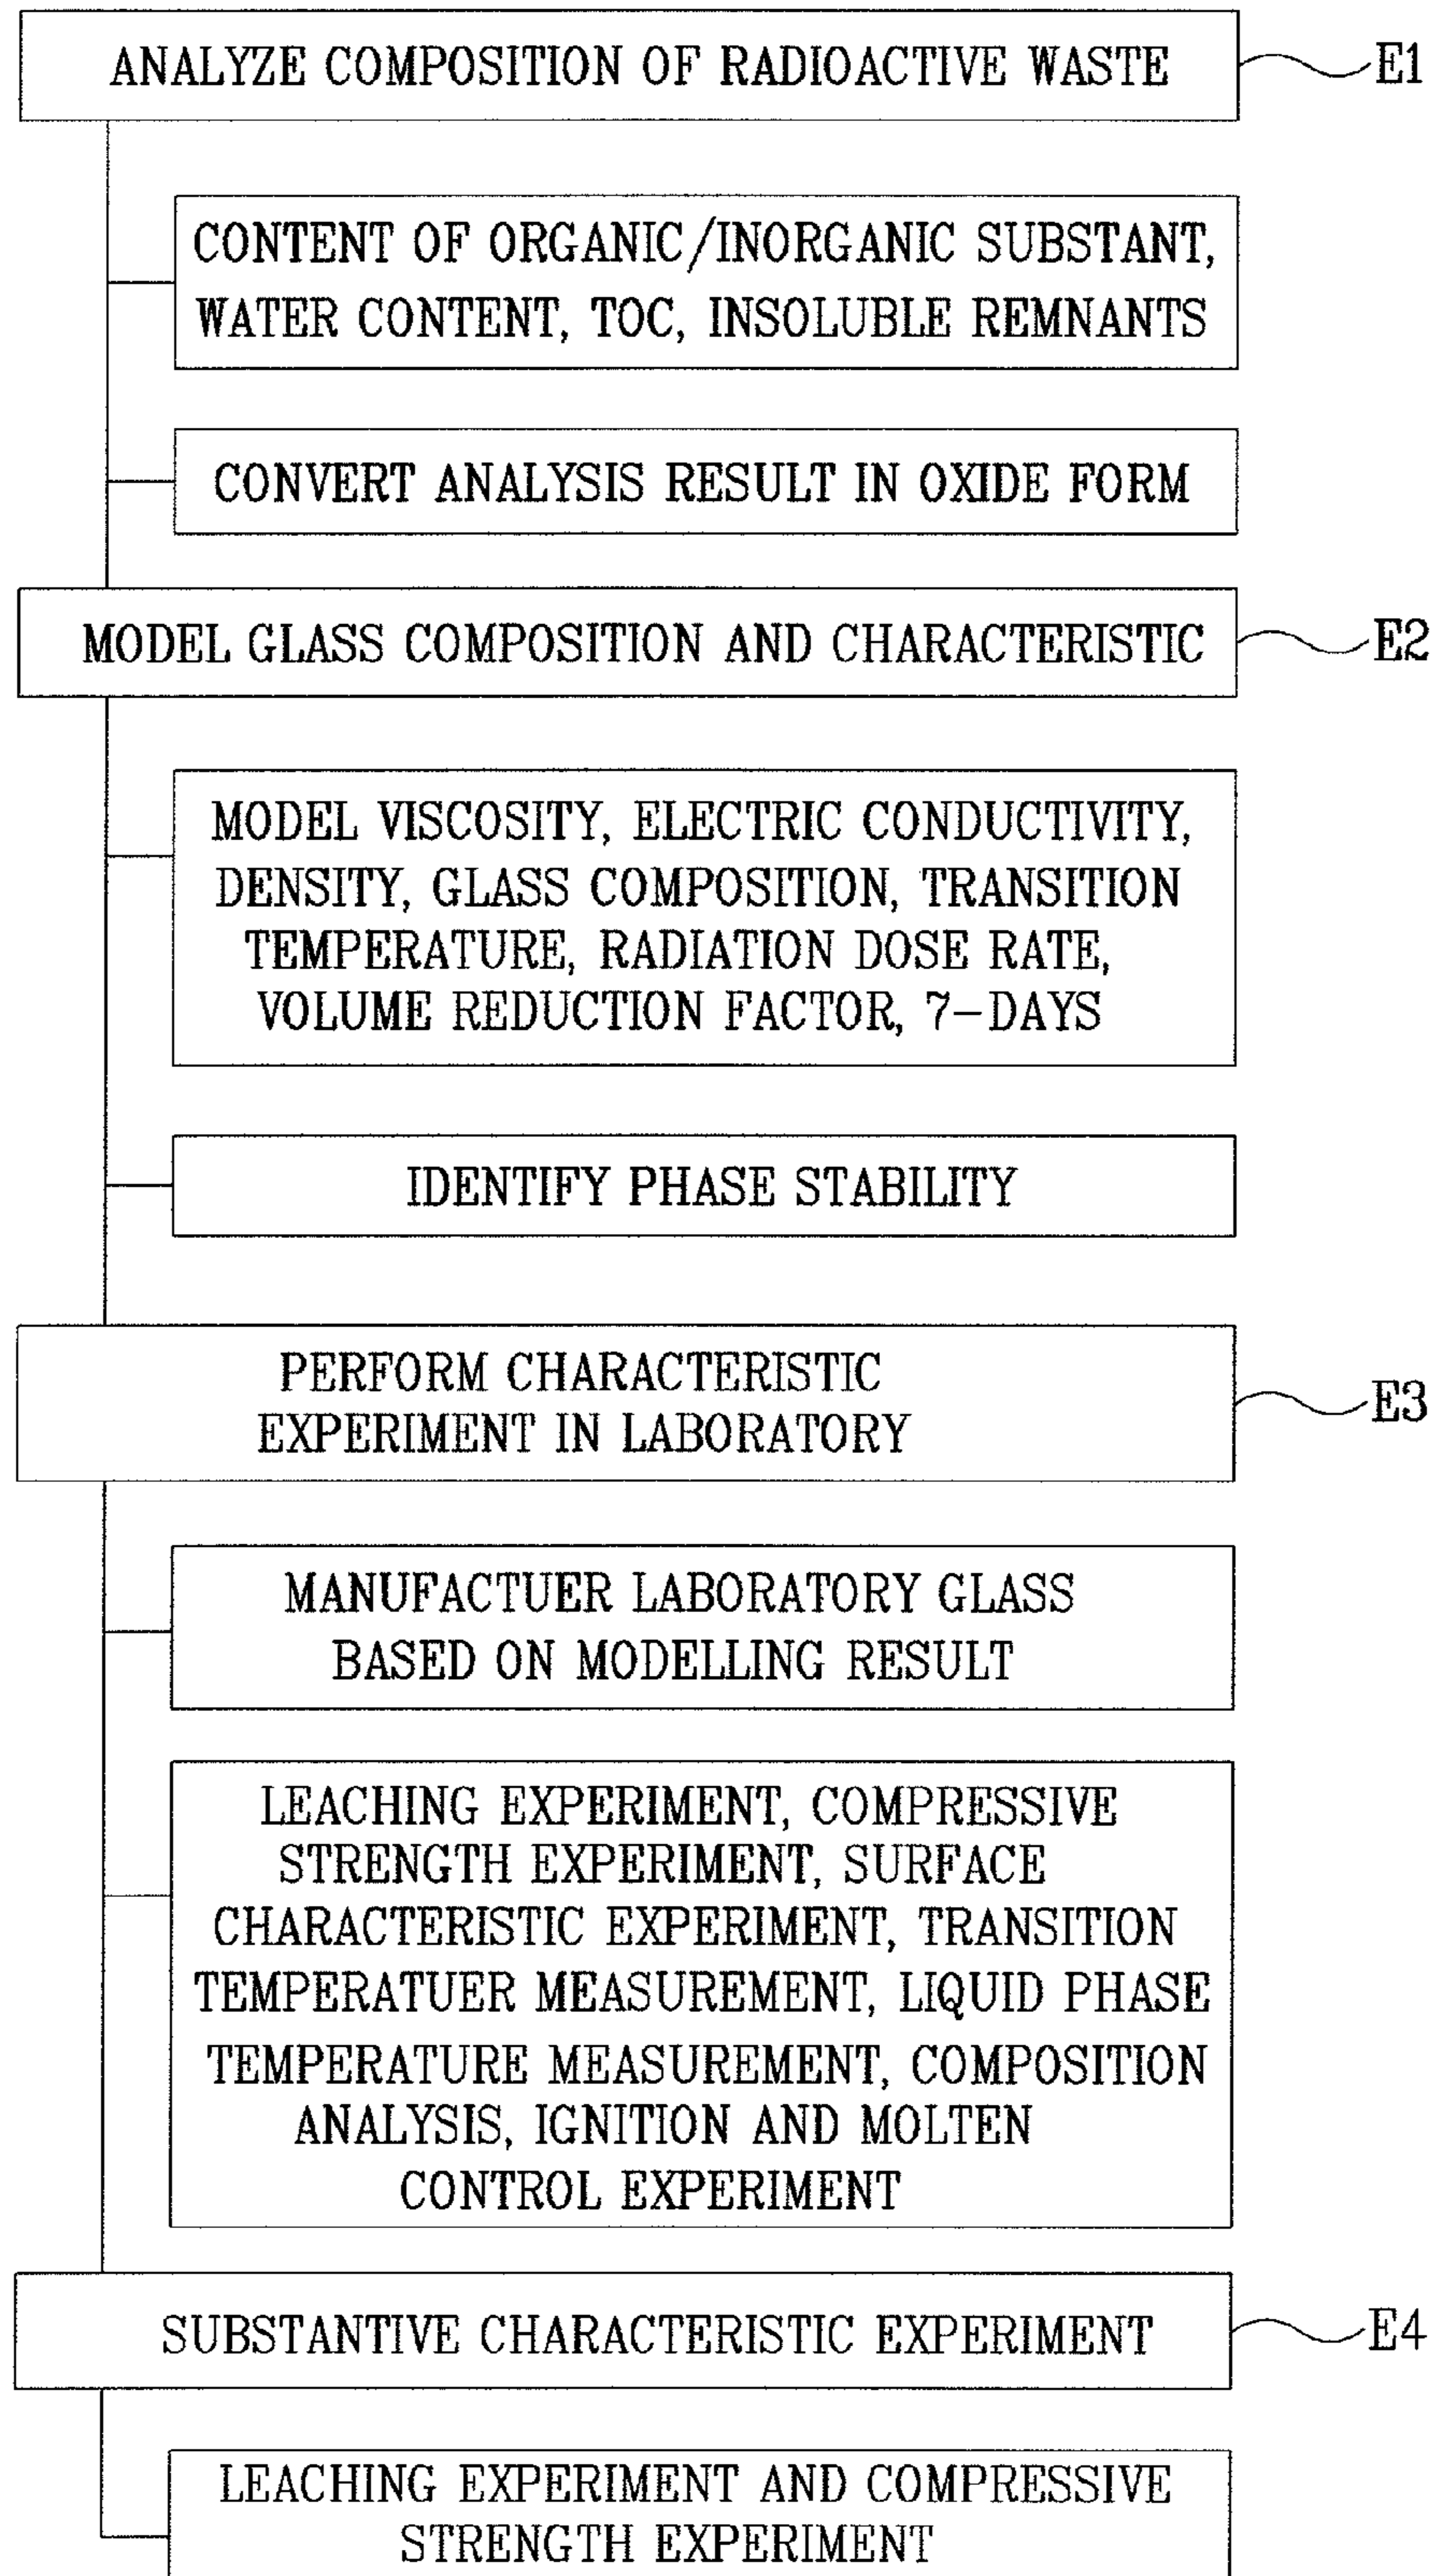 ANALYZE COMPOSITION OF RADIOACTIVE WASTE
E1
CONTENT OF ORGANIC/INORGANIC SUBSTANT,
WATER CONTENT, TOC, INSOLUBLE REMNANTS
CONVERT ANALYSIS RESULT IN OXIDE FORM
MODEL GLASS COMPOSITION AND CHARACTERISTIC
E2
MODEL VISCOSITY, ELECTRIC CONDUCTIVITY,
DENSITY, GLASS COMPOSITION, TRANSITION
TEMPERATURE, RADIATION DOSE RATE,
VOLUME REDUCTION FACTOR, 7-DAYS
IDENTIFY PHASE STABILITY
PERFORM CHARACTERISTIC
EXPERIMENT IN LABORATORY
E3
MANUFACTUER LABORATORY GLASS
BASED ON MODELLING RESULT
LEACHING EXPERIMENT, COMPRESSIVE
STRENGTH EXPERIMENT, SURFACE
CHARACTERISTIC EXPERIMENT, TRANSITION
TEMPERATUER MEASUREMENT, LIQUID PHASE
TEMPERATURE MEASUREMENT, COMPOSITION
ANALYSIS, IGNITION AND MOLTEN
CONTROL EXPERIMENT
SUBSTANTIVE CHARACTERISTIC EXPERIMENT
E4
LEACHING EXPERIMENT AND COMPRESSIVE
STRENGTH EXPERIMENT